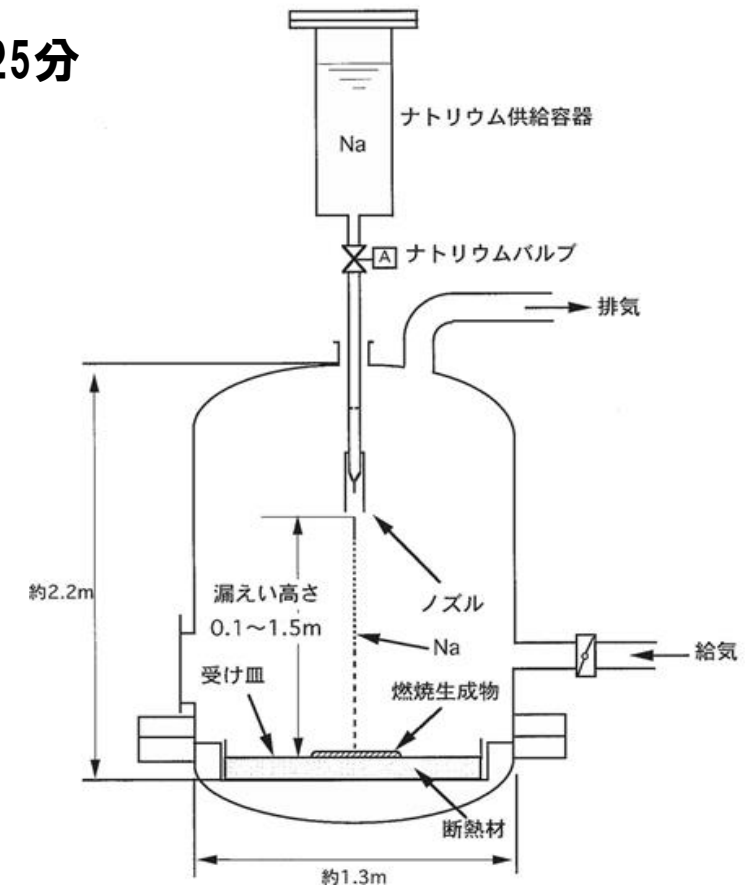 25分
ナトリウム供給容器
Na
A
ナトリウムバルブ
排気
約2.2m
漏えい高さ
0.1～1.5m
ノズル
Na
給気
受け皿
燃焼生成物
断熱材
約1.3m